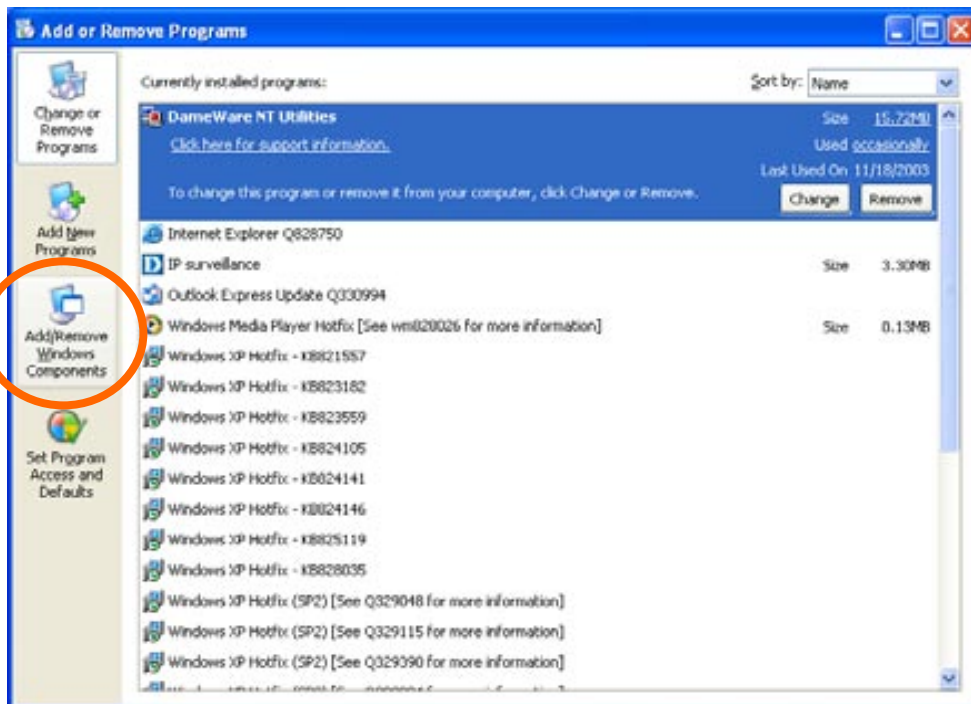 Add or Remove Programs
Change or
Remove
Programs
Add New
Programs
Add/Remove
Windows
Components
Set Program
Access and
Defaults
Currently installed programs:
Sort by: Name
DameWare NT Utilities Size 15.72MB
Click here for support information. Used occasionally
Last Used On 11/18/2003
To change this program or remove it from your computer, click Change or Remove. Change Remove
Internet Explorer Q828750
IP surveillance Size 3.30MB
Outlook Express Update Q330994
Windows Media Player Hotfix [See wm828026 for more information] Size 0.13MB
Windows XP Hotfix - KB821557
Windows XP Hotfix - KB823182
Windows XP Hotfix - KB823559
Windows XP Hotfix - KB824105
Windows XP Hotfix - KB824141
Windows XP Hotfix - KB824146
Windows XP Hotfix - KB825119
Windows XP Hotfix - KB828035
Windows XP Hotfix (SP2) [See Q329048 for more information]
Windows XP Hotfix (SP2) [See Q329115 for more information]
Windows XP Hotfix (SP2) [See Q329390 for more information]